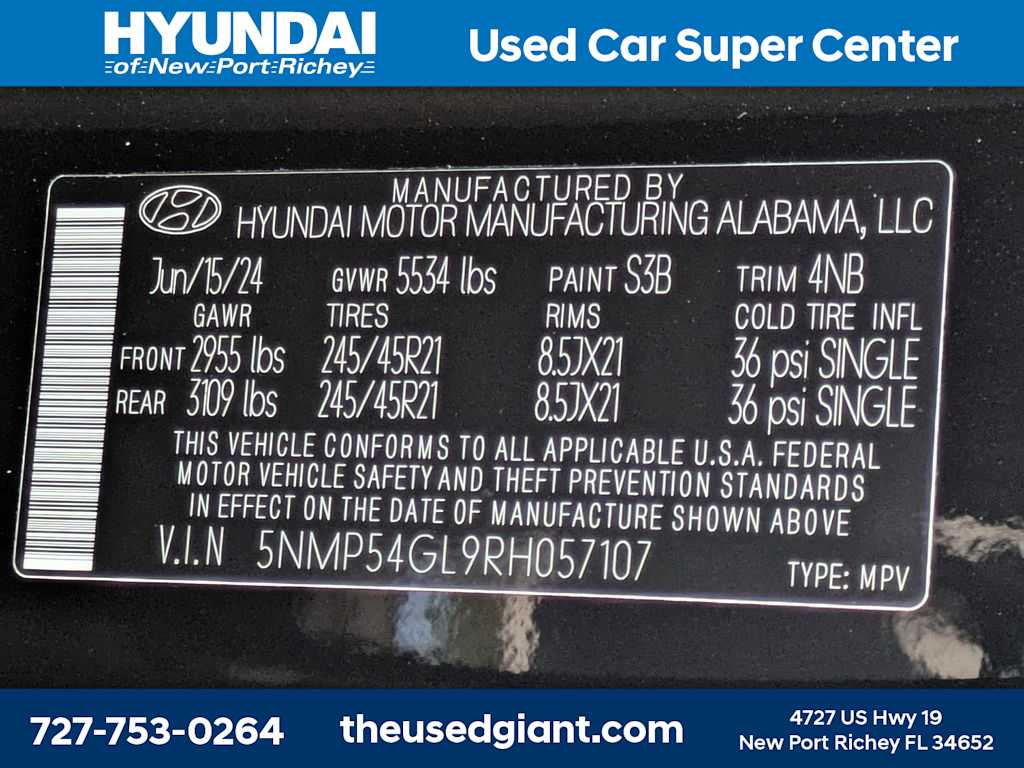 HYUNDAI
of New Port Richey
Used Car Super Center
MANUFACTURED BY
HYUNDAI MOTOR MANUFACTURING ALABAMA, LLC
Jun/15/24 GVWR 5534 lbs PAINT S3B TRIM 4NB
GAWR TIRES RIMS COLD TIRE INFL
FRONT 2955 lbs 245/45R21 8.5JX21 36 psi SINGLE
REAR 3109 lbs 245/45R21 8.5JX21 36 psi SINGLE
THIS VEHICLE CONFORMS TO ALL APPLICABLE U.S.A. FEDERAL
MOTOR VEHICLE SAFETY AND THEFT PREVENTION STANDARDS
IN EFFECT ON THE DATE OF MANUFACTURE SHOWN ABOVE
V.I.N 5NMP54GL9RH057107
TYPE: MPV
727-753-0264
theusedgiant.com
4727 US Hwy 19
New Port Richey FL 34652